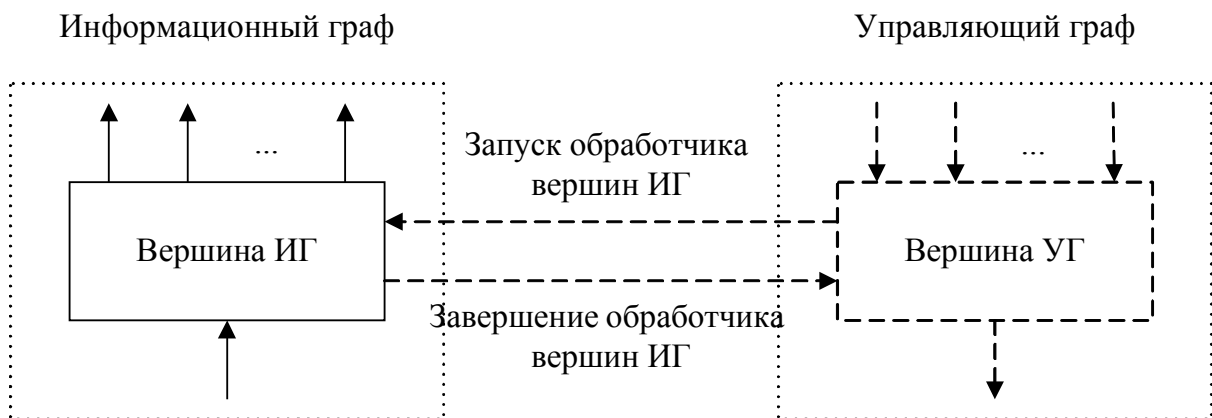 Информационный граф
Управляющий граф
...
...
Запуск обработчика
вершин ИГ
Вершина ИГ
Вершина УГ
Завершение обработчика
вершин ИГ